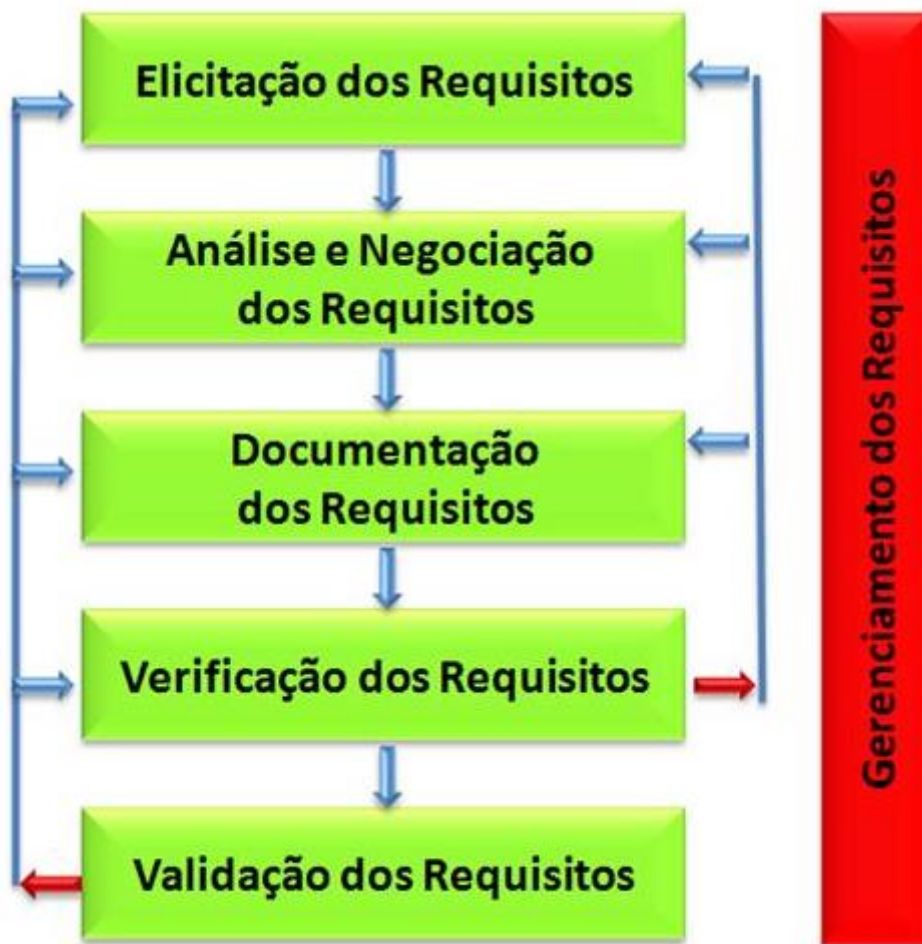 Elicitação dos Requisitos
Análise e Negociação
dos Requisitos
Documentação
dos Requisitos
Verificação dos Requisitos
Validação dos Requisitos
Gerenciamento dos Requisitos